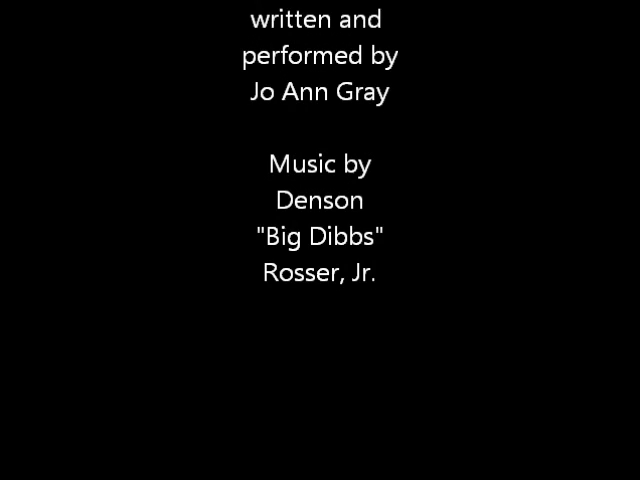 written and
performed by
Jo Ann Gray
Music by
Denson
"Big Dibbs"
Rosser, Jr.